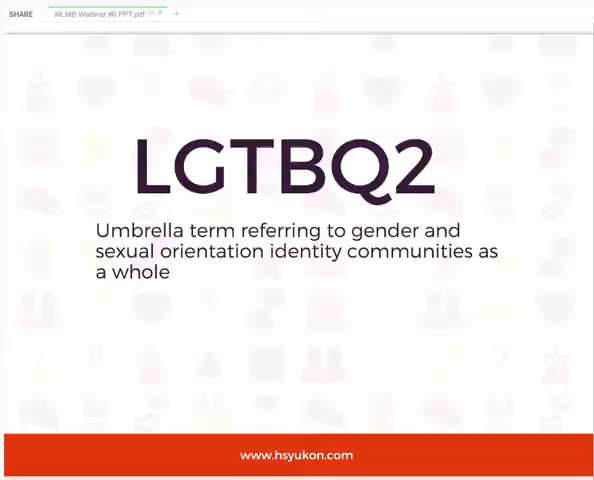 SHARE
MLMB Webinar #6 PPT.pdf
+
LGTBQ2
Umbrella term referring to gender and
sexual orientation identity communities as
a whole
www.hsyukon.com